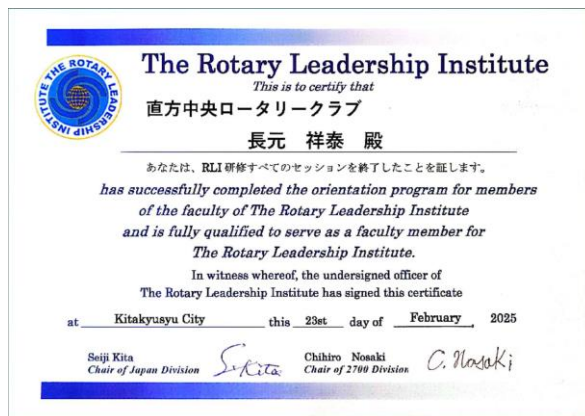 THE ROTARY LEADERSHIP INSTITUTE
The Rotary Leadership Institute
This is to certify that
直方中央ロータリークラブ
長元 祥泰 殿
あなたは、RLI 研修すべてのセッションを終了したことを証します。
has successfully completed the orientation program for members
of the faculty of The Rotary Leadership Institute
and is fully qualified to serve as a faculty member for
The Rotary Leadership Institute.
In witness whereof, the undersigned officer of
The Rotary Leadership Institute has signed this certificate
at Kitakyusyu City this 23st day of February , 2025
Seiji Kita S. Kita Chihiro Nosaki C. Nosaki
Chair of Japan Division Chair of 2700 Division